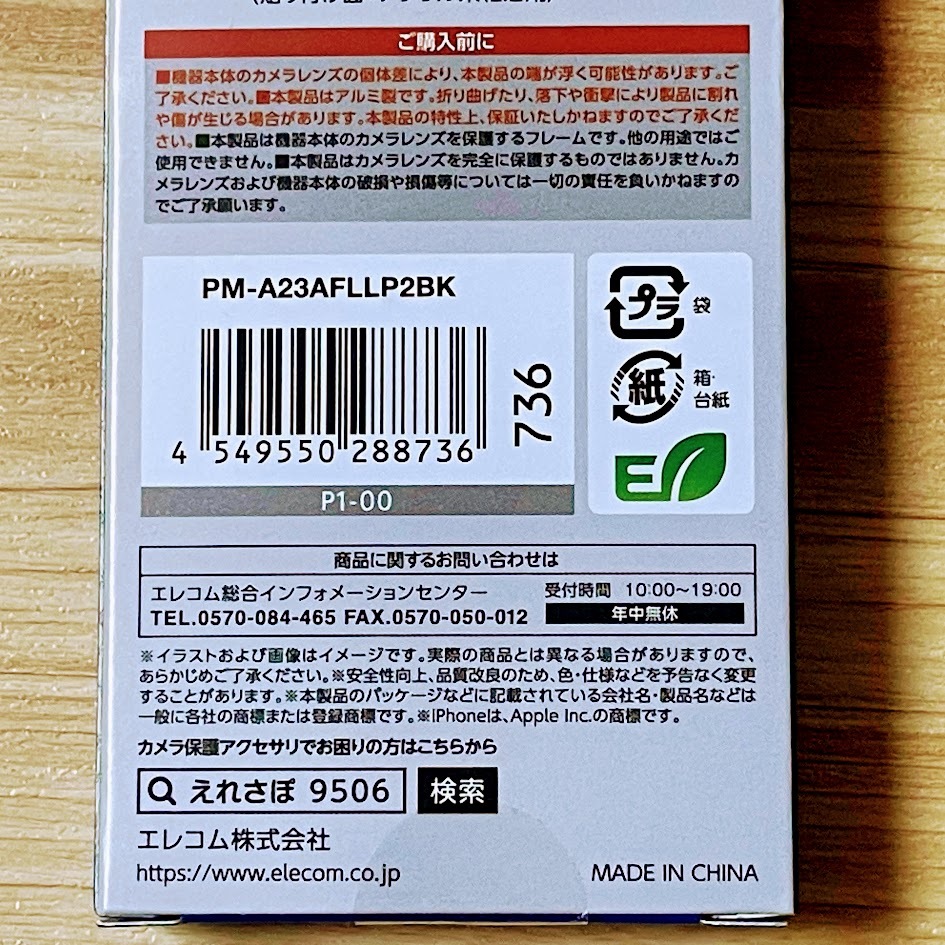 ご購入前に
■機器本体のカメラレンズの個体差により、本製品の端が浮く可能性があります。ご
了承ください。■本製品はアルミ製です。折り曲げたり、落下や衝撃により製品に割れ
や傷が生じる場合があります。本製品の特性上、保証いたしかねますのでご了承くだ
さい。■本製品は機器本体のカメラレンズを保護するフレームです。他の用途ではご
使用できません。■本製品はカメラレンズを完全に保護するものではありません。カ
メラレンズおよび機器本体の破損や損傷等については一切の責任を負いかねますの
でご了承願います。
PM-A23AFLLP2BK
736
4 549550 288736
P1-00
プラ 袋
紙 箱・
台紙
E
商品に関するお問い合わせは
エレコム総合インフォメーションセンター 受付時間 10:00～19:00
TEL.0570-084-465 FAX.0570-050-012 年中無休
※イラストおよび画像はイメージです。実際の商品とは異なる場合がありますので、
あらかじめご了承ください。※安全性向上、品質改良のため、色・仕様などを予告なく変更
することがあります。※本製品のパッケージなどに記載されている会社名・製品名などは
一般に各社の商標または登録商標です。※iPhoneは、Apple Inc.の商標です。
カメラ保護アクセサリでお困りの方はこちらから
えれさぽ 9506 検索
エレコム株式会社
https://www.elecom.co.jp MADE IN CHINA